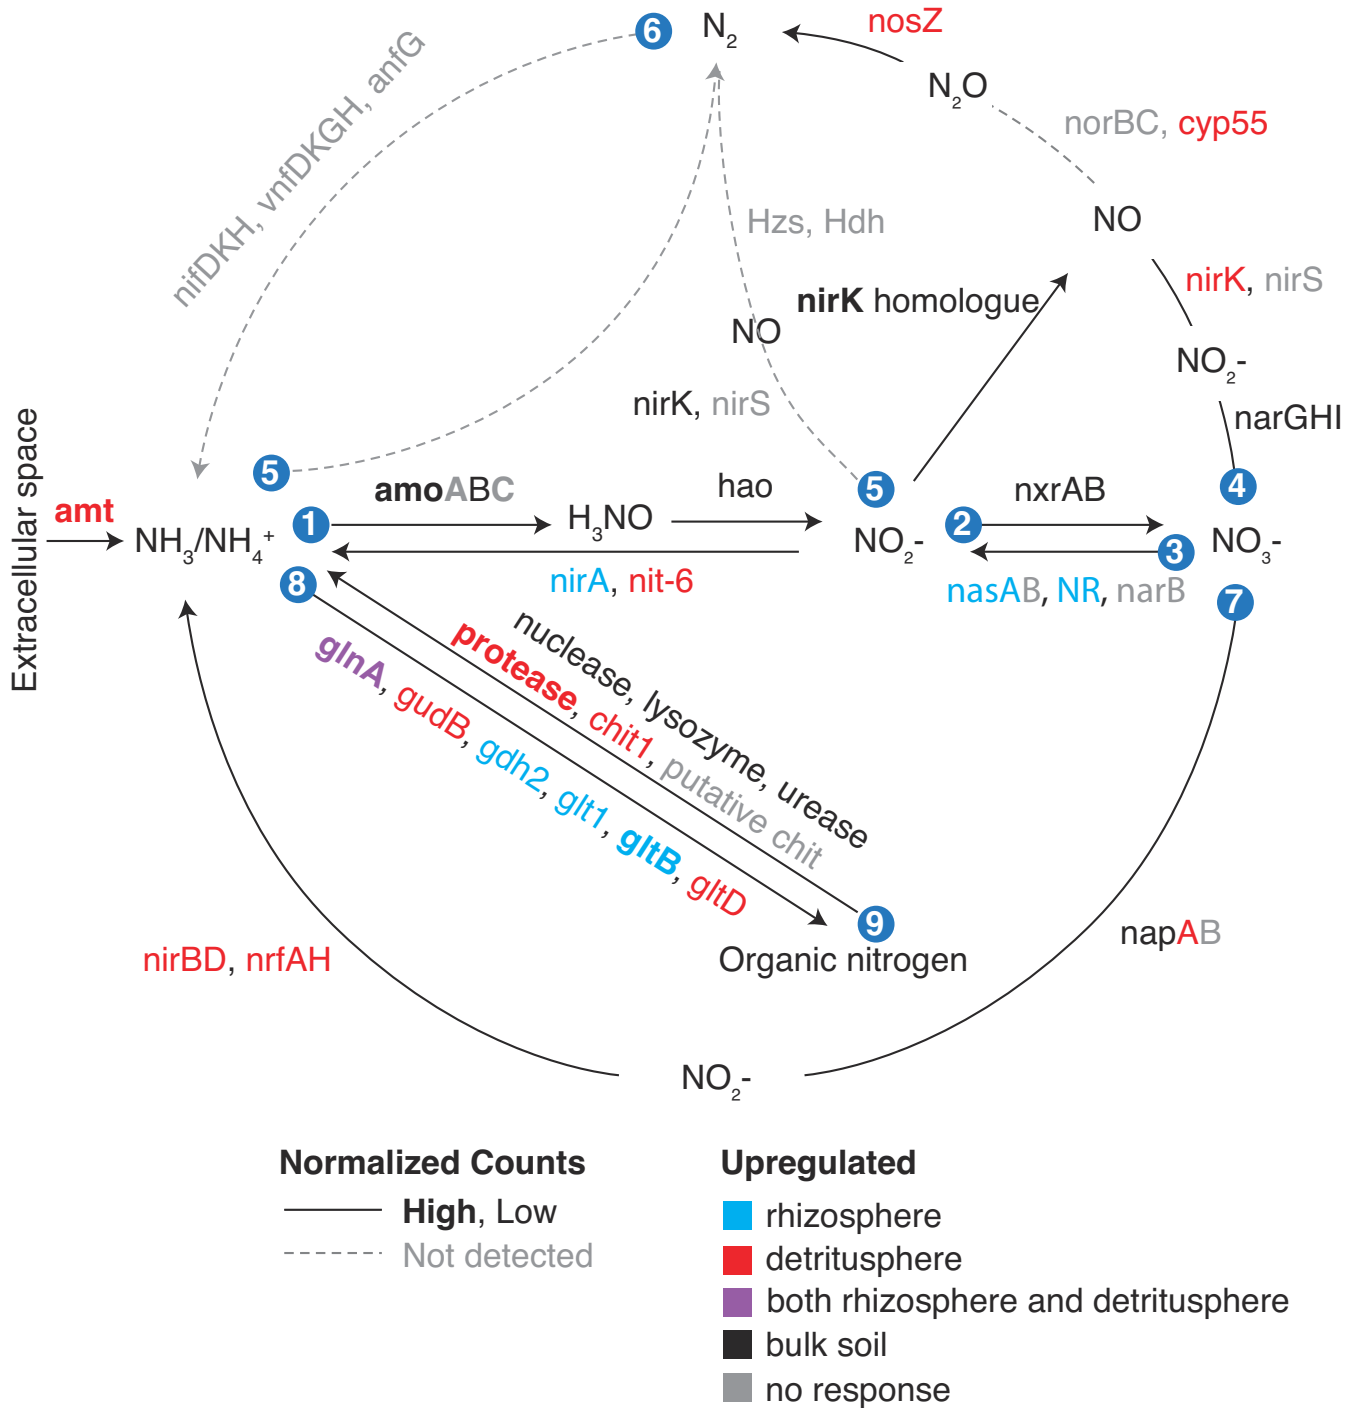 6
N2
nosZ
N2O
norBC, cyp55
nifDKH, vnfDKGH, anfG
NO
Hzs, Hdh
nirK, nirS
nirK homologue
NO
NO2-
nirK, nirS
narGHI
Extracellular space
amt
5
5
4
NH3/NH4+
1
amoABC
H3NO
hao
NO2-
2
nxrAB
3
NO3-
nirA, nit-6
nasAB, NR, narB
8
7
nuclease, lysozyme, urease
protease, chit1, putative chit
glnA, gudB, gdh2, glt1, gltB, gltD
9
Organic nitrogen
nirBD, nrfAH
napAB
NO2-
Normalized Counts
High, Low
Not detected
Upregulated
rhizosphere
detritusphere
both rhizosphere and detritusphere
bulk soil
no response